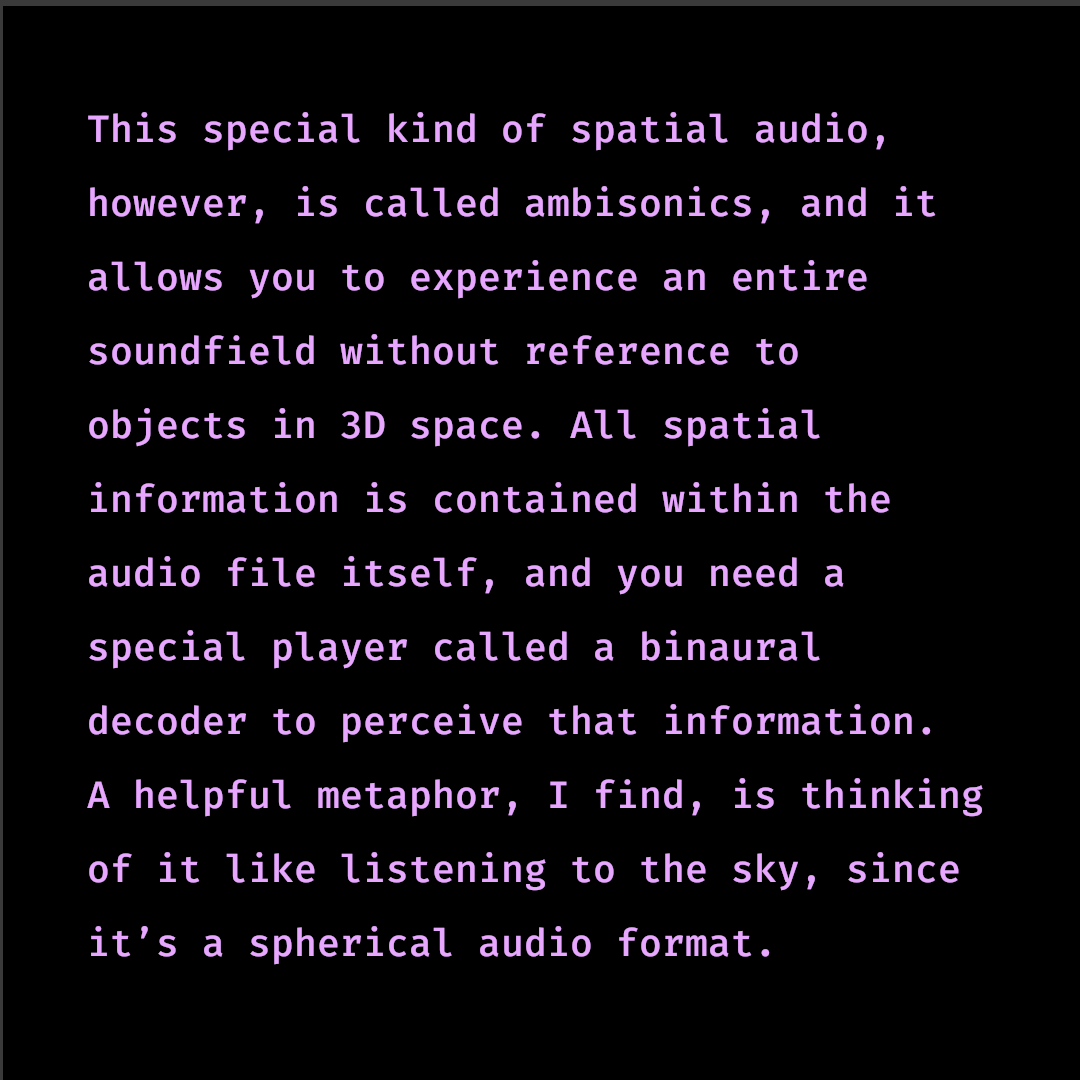 This special kind of spatial audio,
however, is called ambisonics, and it
allows you to experience an entire
soundfield without reference to
objects in 3D space. All spatial
information is contained within the
audio file itself, and you need a
special player called a binaural
decoder to perceive that information.
A helpful metaphor, I find, is thinking
of it like listening to the sky, since
it’s a spherical audio format.